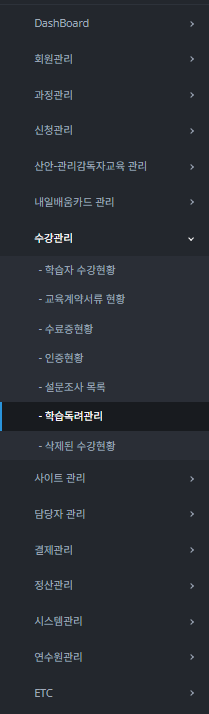 DashBoard
회원관리
과정관리
신청관리
산안-관리감독자교육 관리
내일배움카드 관리
수강관리
- 학습자 수강현황
- 교육계약서류 현황
- 수료증현황
- 인증현황
- 설문조사 목록
- 학습독려관리
- 삭제된 수강현황
사이트 관리
담당자 관리
결제관리
정산관리
시스템관리
연수원관리
ETC